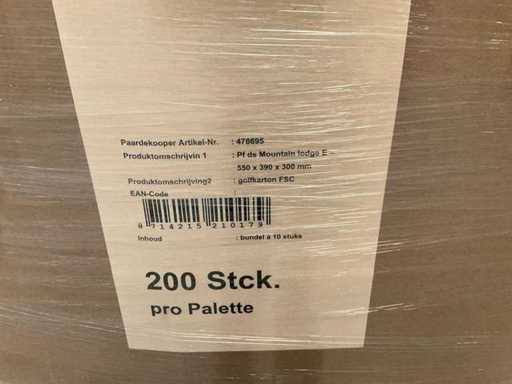 Paardekooper Artikel-Nr. : 478695
Produktomschrijvin 1 : Pf ds Mountain lodge E –
550 x 390 x 300 mm
Produktomschrijving2 : golfkarton FSC
EAN-Code :
8 714215 210179
Inhoud : bundel à 10 stuks
200 Stck.
pro Palette